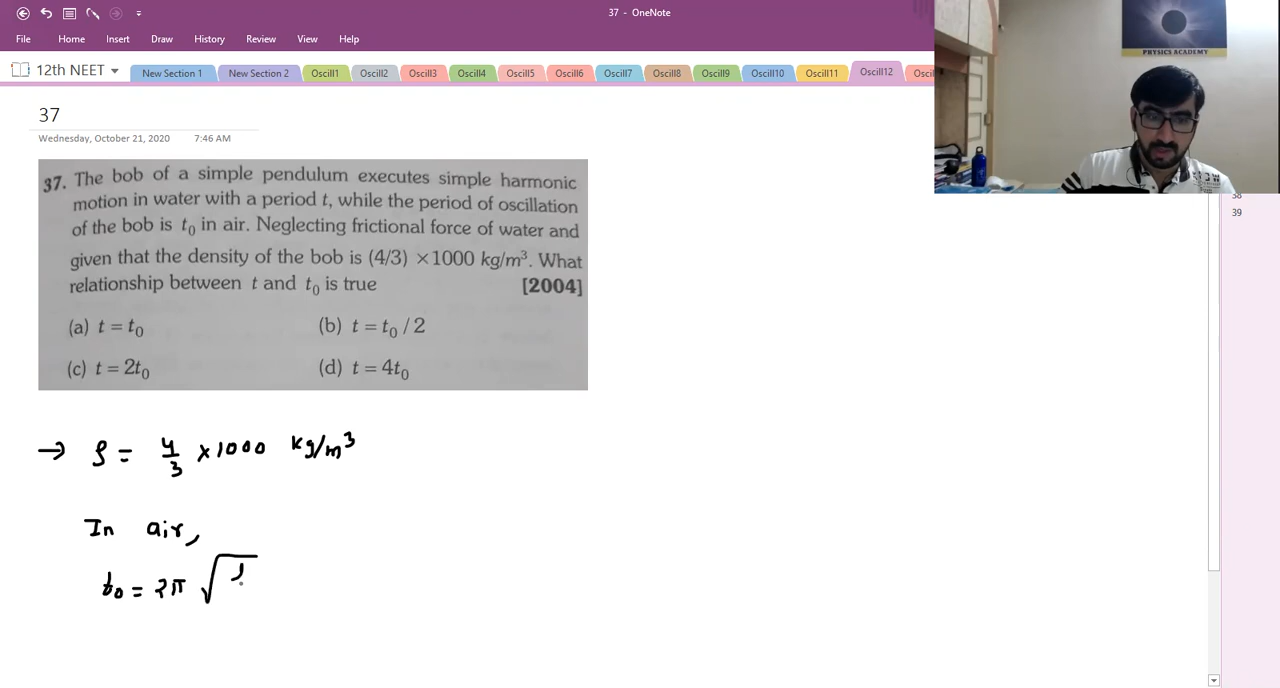 37 - OneNote
File Home Insert Draw History Review View Help
12th NEET New Section 1 New Section 2 Oscill1 Oscill2 Oscill3 Oscill4 Oscill5 Oscill6 Oscill7 Oscill8 Oscill9 Oscill10 Oscill11 Oscill12 Oscil
PHYSICS ACADEMY
37
Wednesday, October 21, 2020 7:46 AM
37. The bob of a simple pendulum executes simple harmonic
motion in water with a period t, while the period of oscillation
of the bob is t₀ in air. Neglecting frictional force of water and
given that the density of the bob is (4/3) ×1000 kg/m³. What
relationship between t and t₀ is true [2004]
(a) t = t₀ (b) t = t₀ / 2
(c) t = 2t₀ (d) t = 4t₀
→ ρ = 4/3 × 1000 kg/m³
In air,
t₀ = 2π √l
38
39